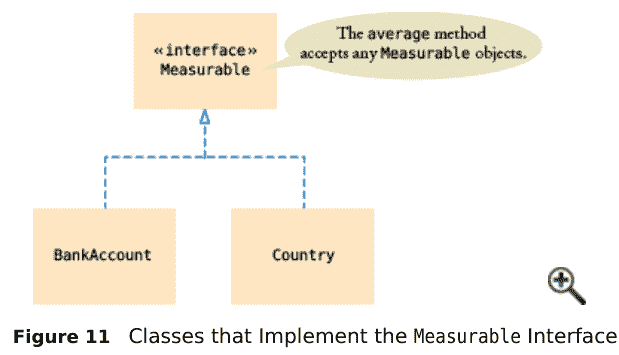 «interface»
Measurable
The average method
accepts any Measurable objects.
BankAccount
Country
Figure 11 Classes that Implement the Measurable Interface